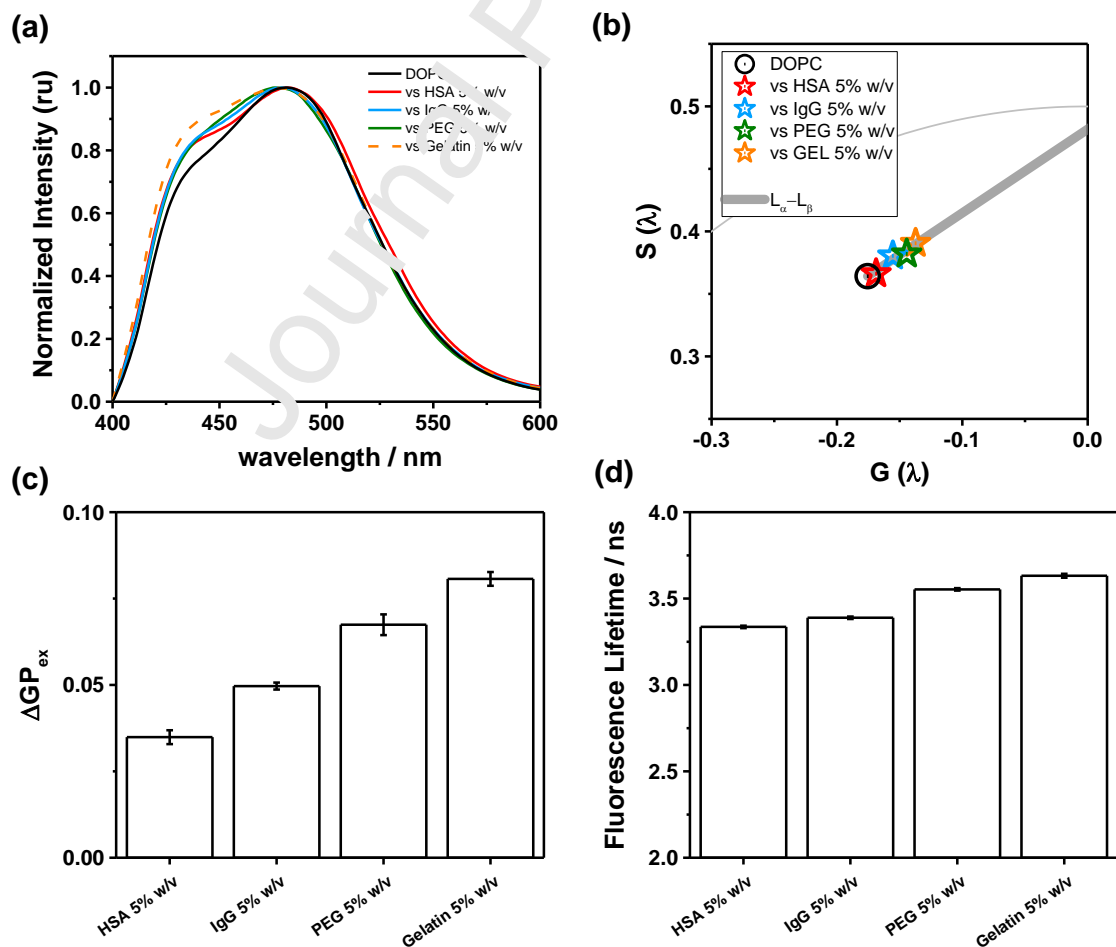 (a)
Normalized Intensity (ru)
1.0
0.8
0.6
0.4
0.2
0.0
DOPC
vs HSA 5% w/v
vs IgG 5% w/
vs PEG 5% w/v
vs Gelatin % w/v
400
450
500
550
600
wavelength / nm
Journal P
(b)
S (λ)
0.5
0.4
0.3
DOPC
vs HSA 5% w/v
vs IgG 5% w/v
vs PEG 5% w/v
vs GEL 5% w/v
Lα–Lβ
-0.3
-0.2
-0.1
0.0
G (λ)
(c)
ΔGPex
0.10
0.05
0.00
HSA 5% w/v
IgG 5% w/v
PEG 5% w/v
Gelatin 5% w/v
(d)
Fluorescence Lifetime / ns
4.0
3.5
3.0
2.5
2.0
HSA 5% w/v
IgG 5% w/v
PEG 5% w/v
Gelatin 5% w/v